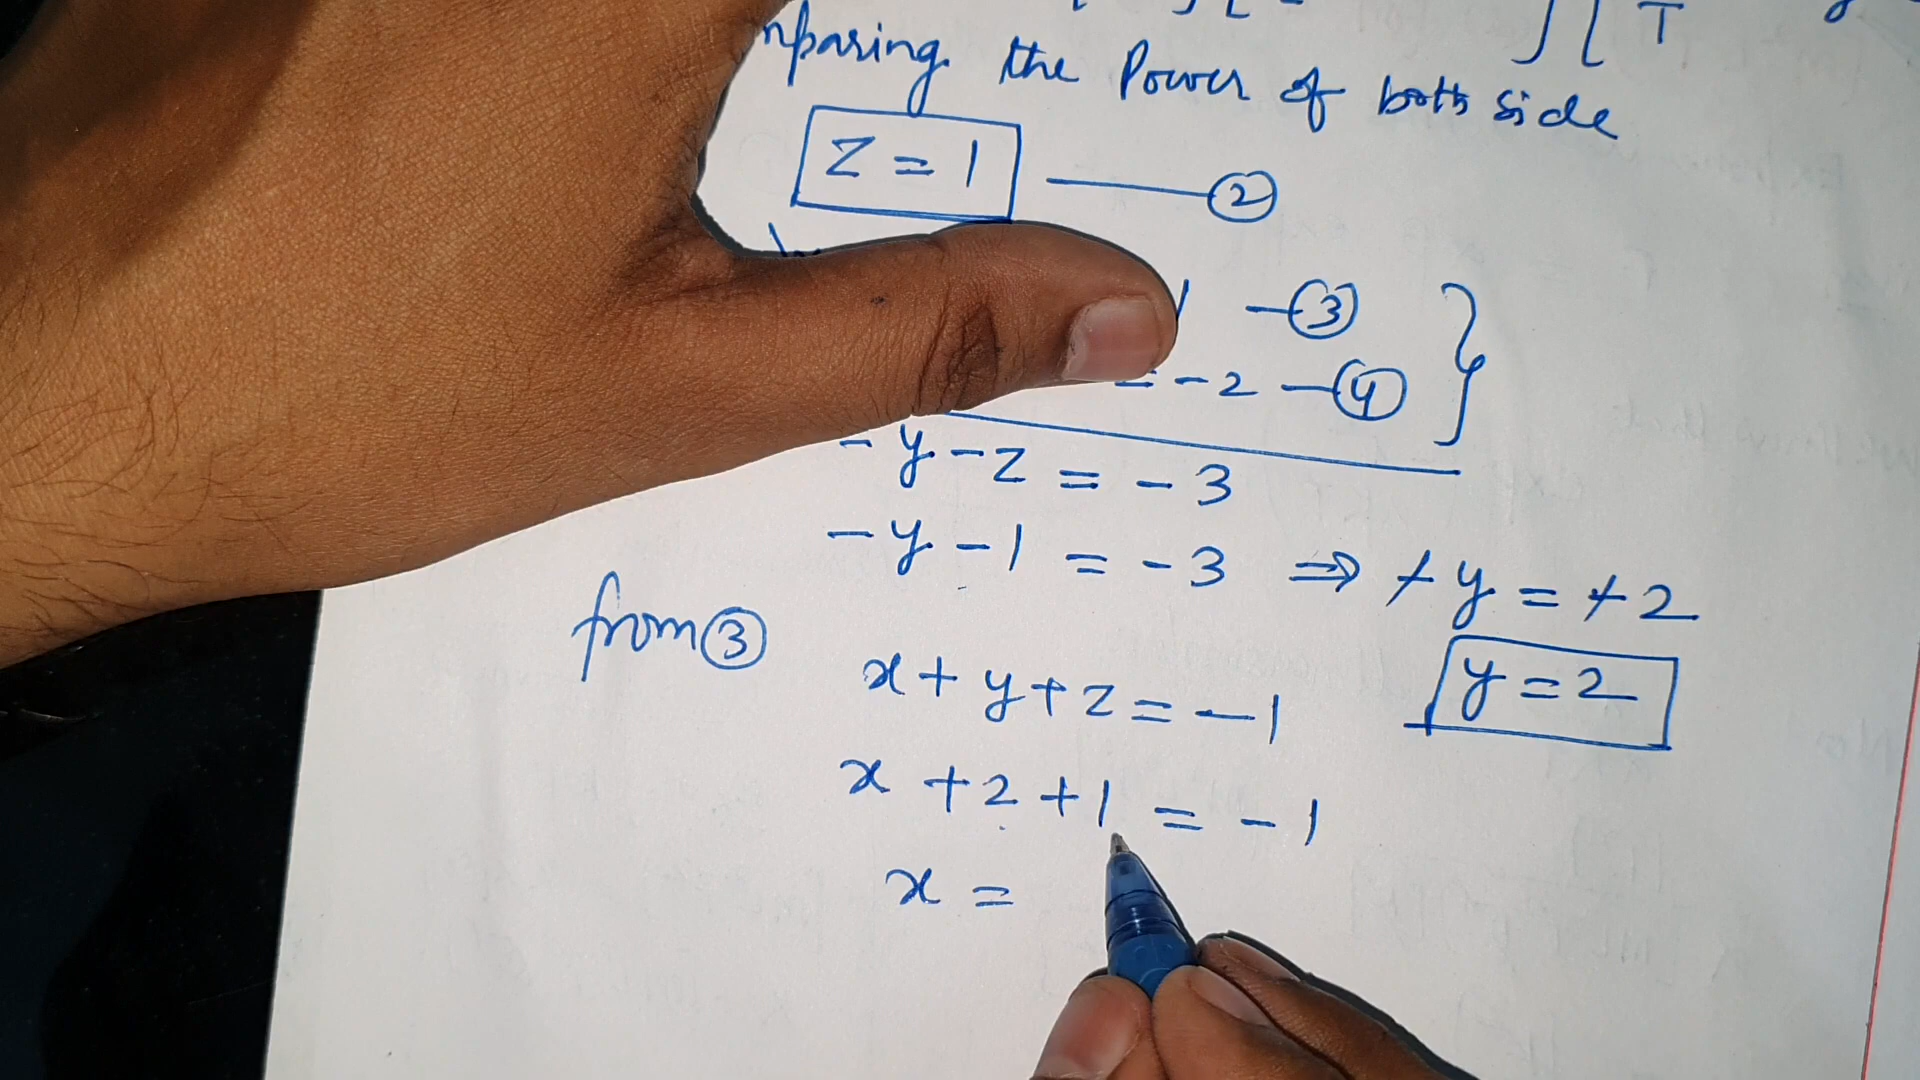 the Power of both side
Z = 1 — 2
1 — 3
= -2 — 4
- y - z = - 3
- y - 1 = - 3 ⇒ + y = + 2
from 3
x + y + z = - 1
y = 2
x + 2 + 1 = - 1
x =